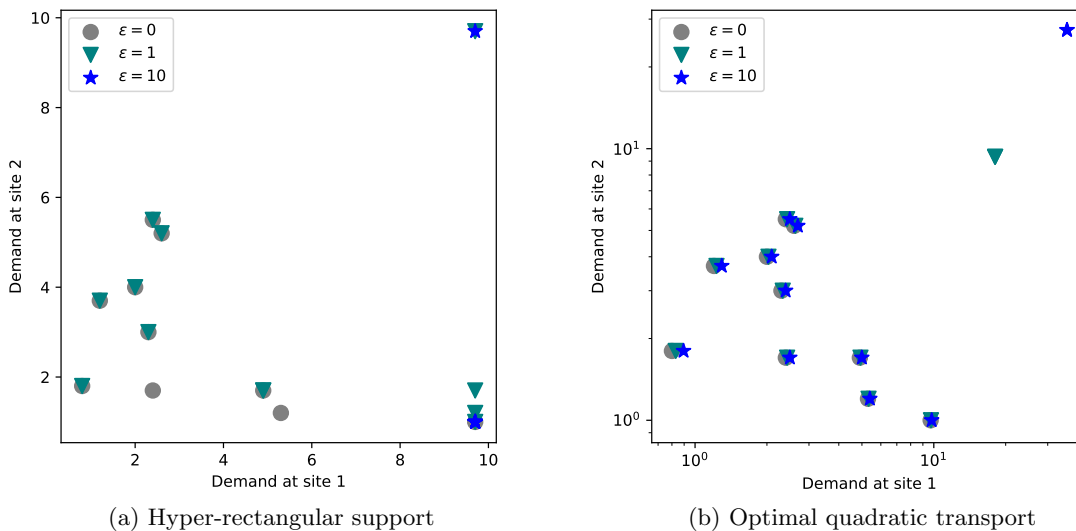 10
8
6
4
2
2
4
6
8
10
Demand at site 2
Demand at site 1
ε = 0
ε = 1
ε = 10
(a) Hyper-rectangular support
10¹
10⁰
10⁰
10¹
Demand at site 2
Demand at site 1
ε = 0
ε = 1
ε = 10
(b) Optimal quadratic transport